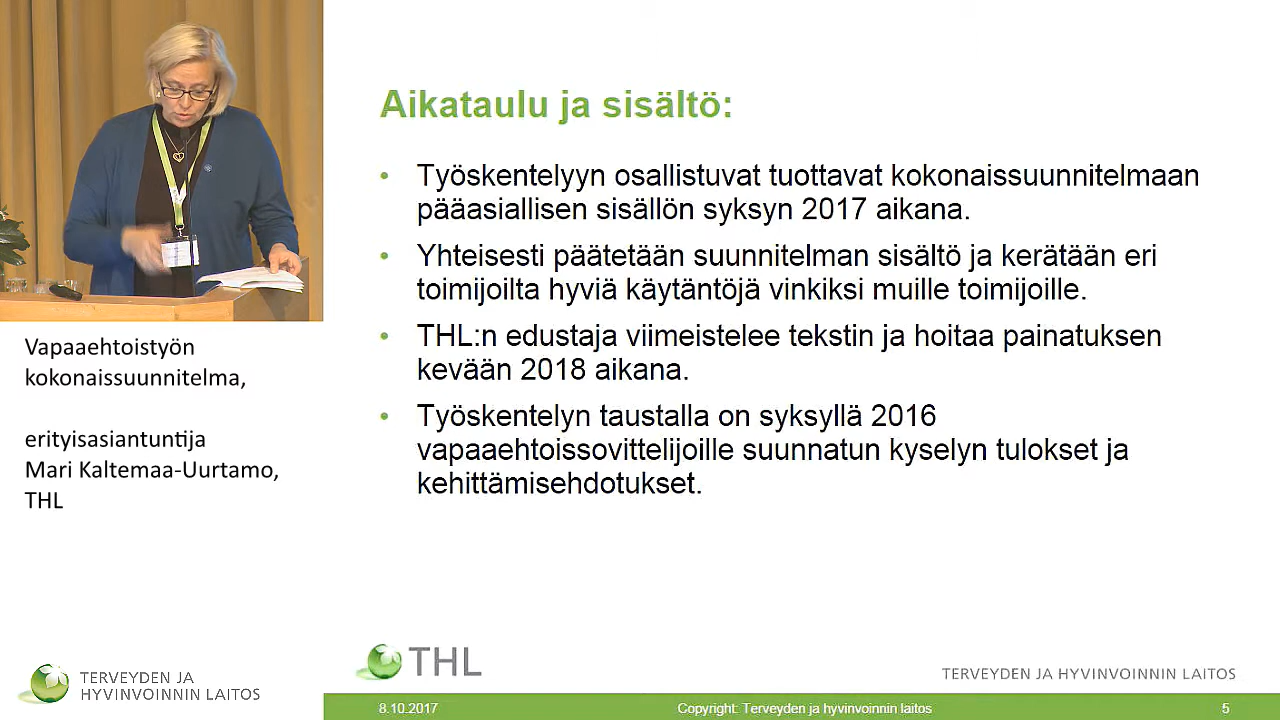 Aikataulu ja sisältö:
• Työskentelyyn osallistuvat tuottavat kokonaissuunnitelmaan
pääasiallisen sisällön syksyn 2017 aikana.
• Yhteisesti päätetään suunnitelman sisältö ja kerätään eri
toimijoilta hyviä käytäntöjä vinkiksi muille toimijoille.
• THL:n edustaja viimeistelee tekstin ja hoitaa painatuksen
kevään 2018 aikana.
• Työskentelyn taustalla on syksyllä 2016
vapaaehtoissovittelijoille suunnatun kyselyn tulokset ja
kehittämisehdotukset.
Vapaaehtoistyön
kokonaissuunnitelma,
erityisasiantuntija
Mari Kaltemaa-Uurtamo,
THL
TERVEYDEN JA
HYVINVOINNIN LAITOS
THL
TERVEYDEN JA HYVINVOINNIN LAITOS
8.10.2017
Copyright: Terveyden ja hyvinvoinnin laitos
5